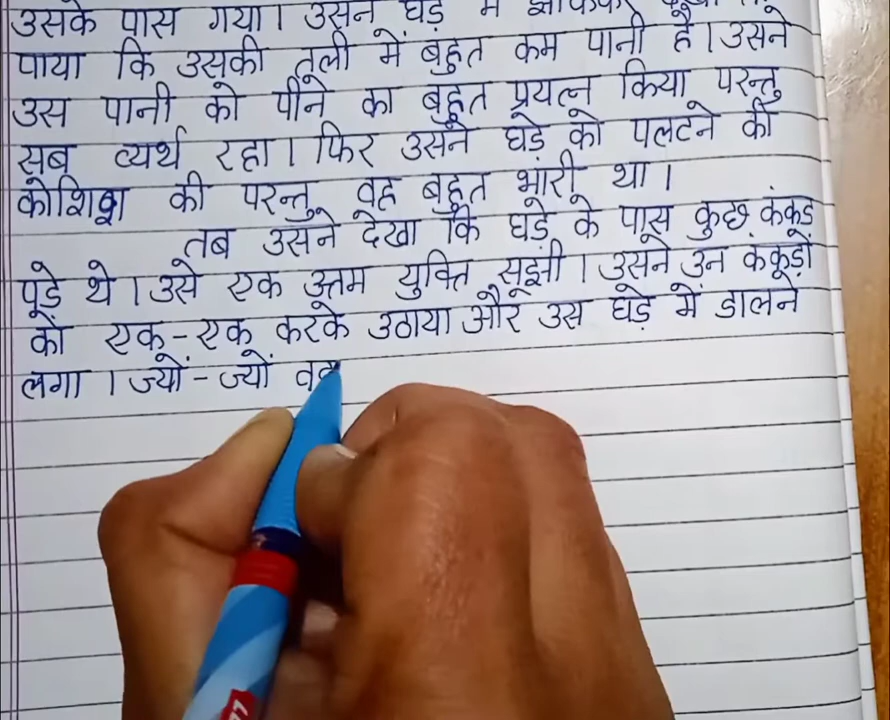 उसके पास गया। उसने घड़े में झाँककर देखा तो
पाया कि उसकी तली में बहुत कम पानी है। उसने
उस पानी को पीने का बहुत प्रयत्न किया परन्तु
सब व्यर्थ रहा। फिर उसने घड़े को पलटने की
कोशिश की परन्तु वह बहुत भारी था।
तब उसने देखा कि घड़े के पास कुछ कंकड़
पड़े थे। उसे एक उत्तम युक्ति सूझी। उसने उन कंकड़ों
को एक-एक करके उठाया और उस घड़े में डालने
लगा। ज्यों-ज्यों वह